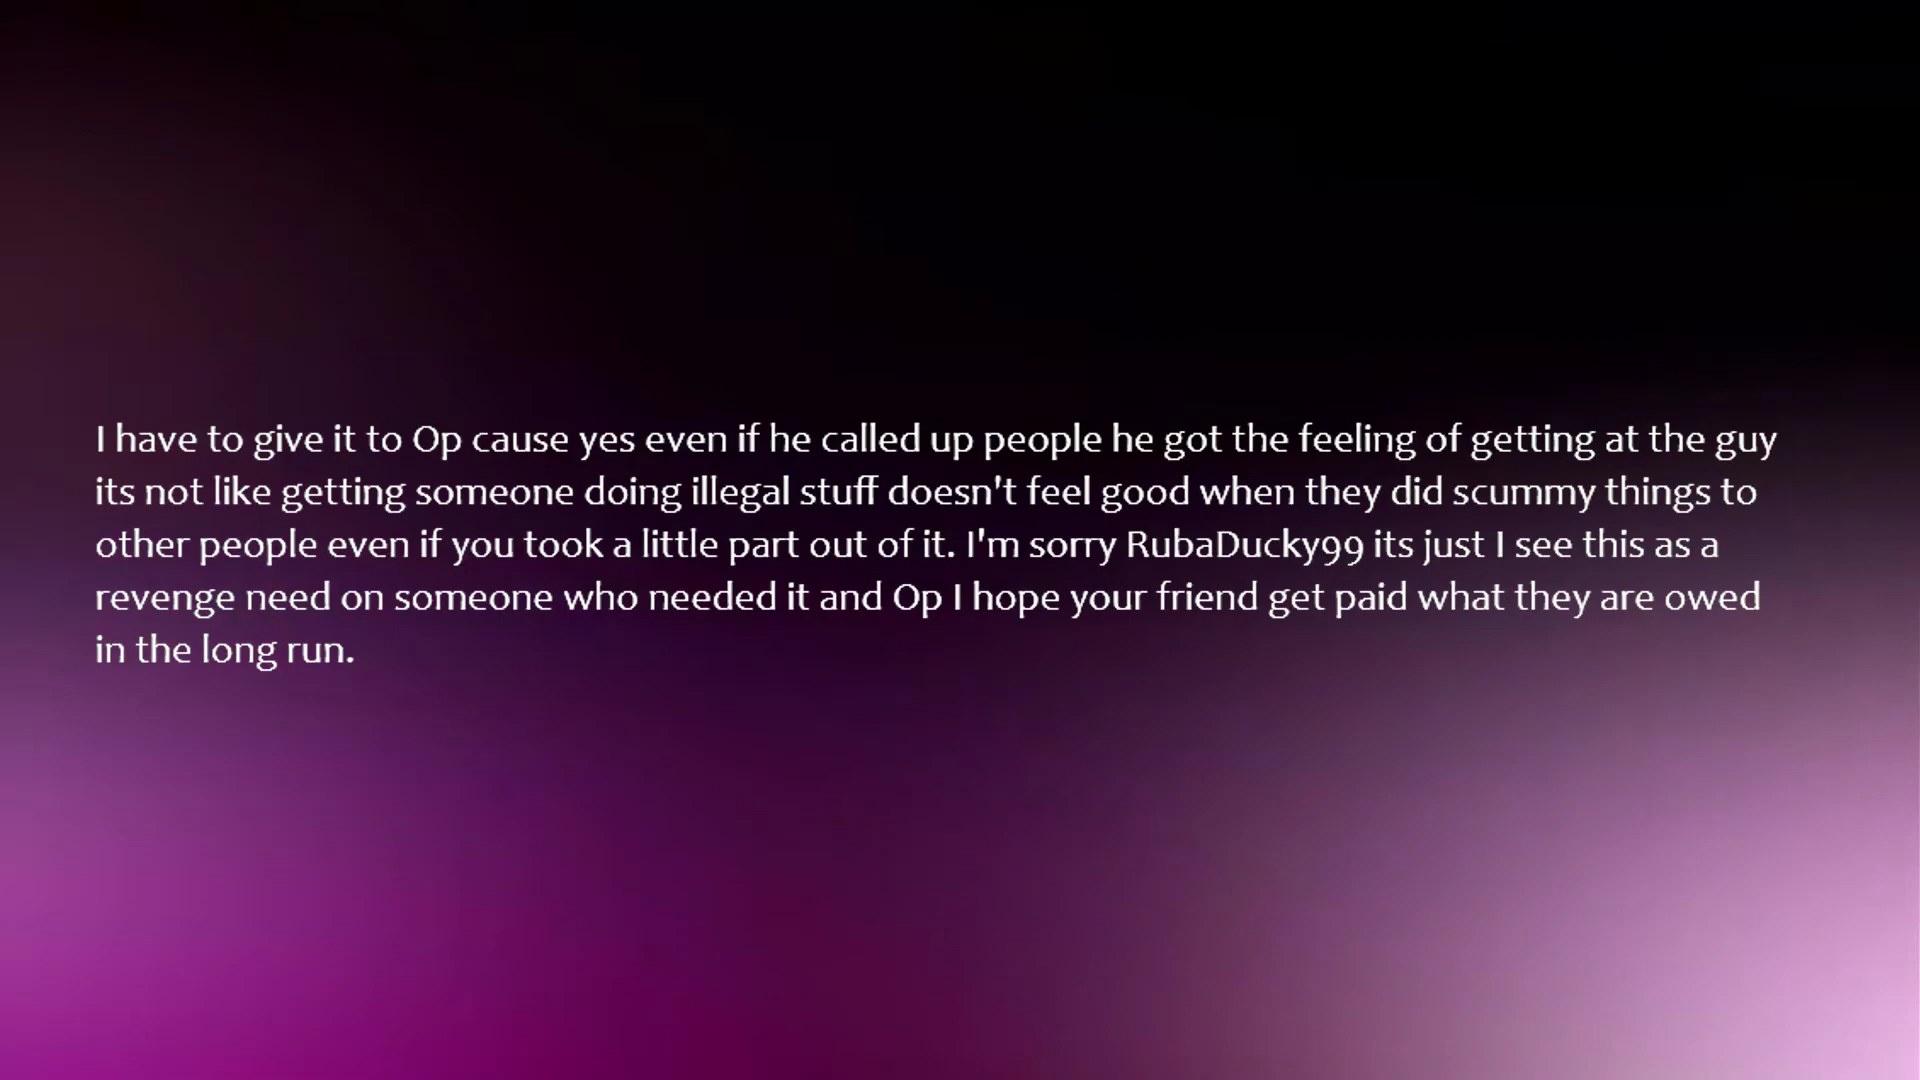 I have to give it to Op cause yes even if he called up people he got the feeling of getting at the guy
its not like getting someone doing illegal stuff doesn't feel good when they did scummy things to
other people even if you took a little part out of it. I'm sorry RubaDucky99 its just I see this as a
revenge need on someone who needed it and Op I hope your friend get paid what they are owed
in the long run.